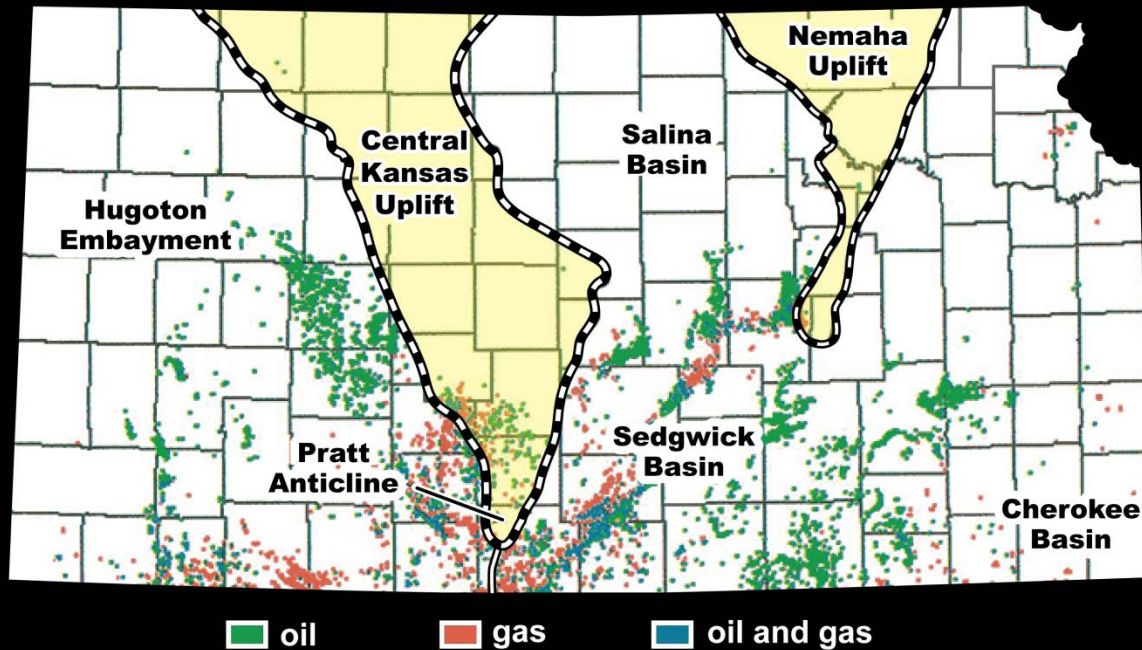 Nemaha
Uplift
Central
Kansas
Uplift
Salina
Basin
Hugoton
Embayment
Pratt
Anticline
Sedgwick
Basin
Cherokee
Basin
oil
gas
oil and gas